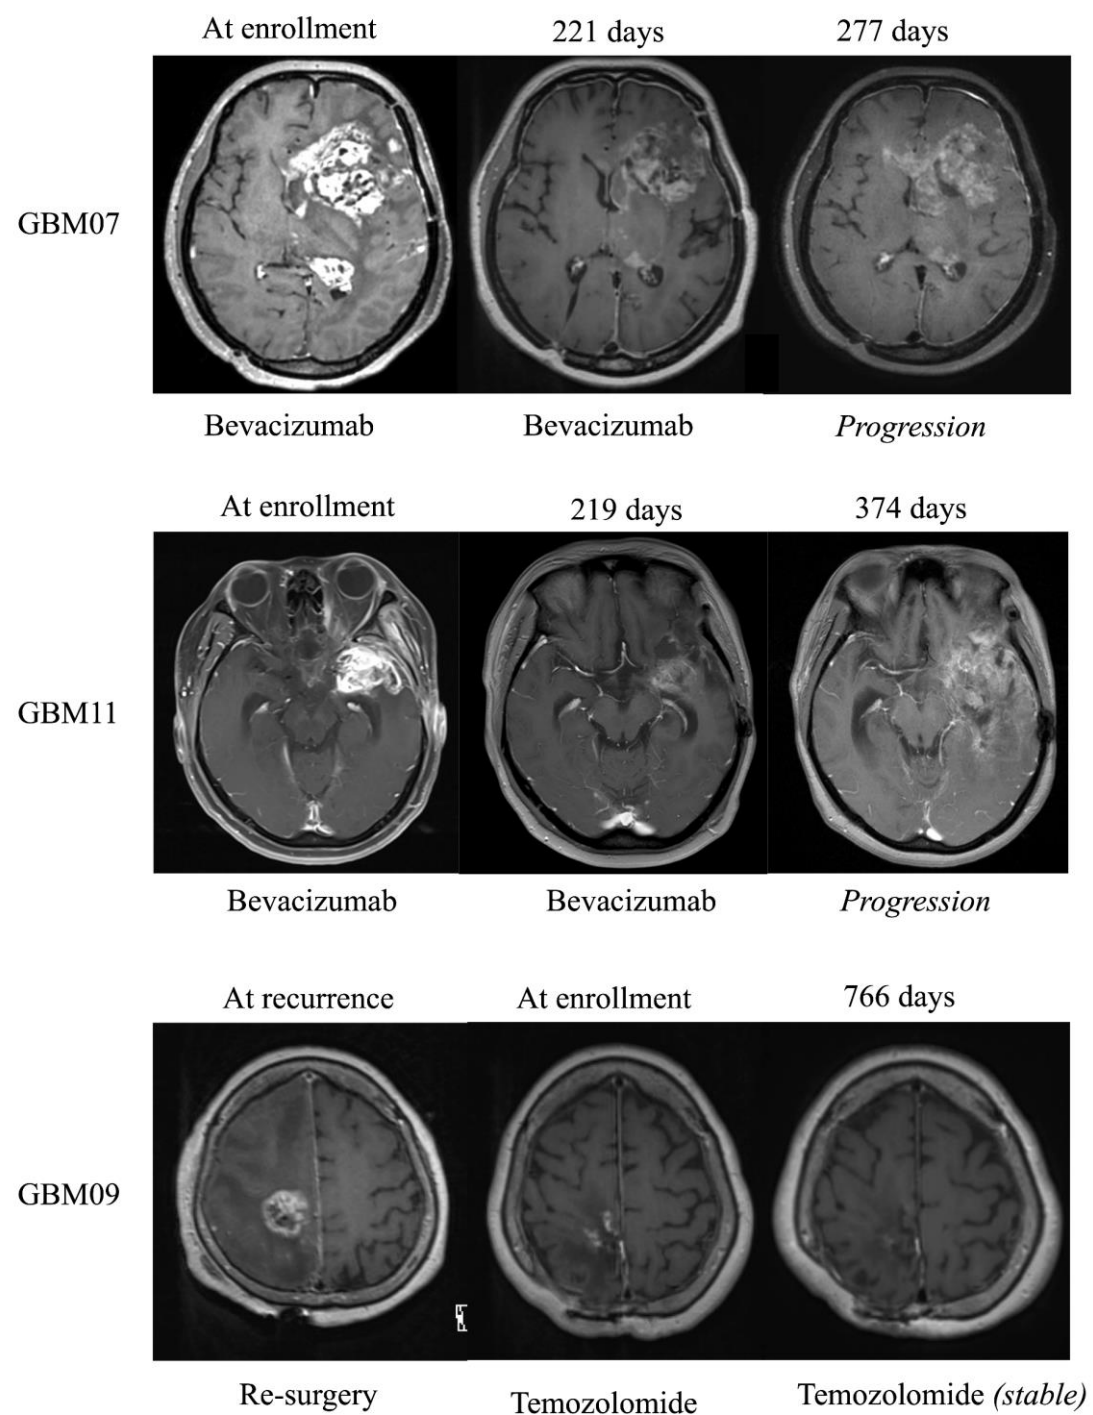 At enrollment 221 days 277 days
GBM07
Bevacizumab Bevacizumab Progression
At enrollment 219 days 374 days
GBM11
Bevacizumab Bevacizumab Progression
At recurrence At enrollment 766 days
GBM09
Re-surgery Temozolomide Temozolomide (stable)